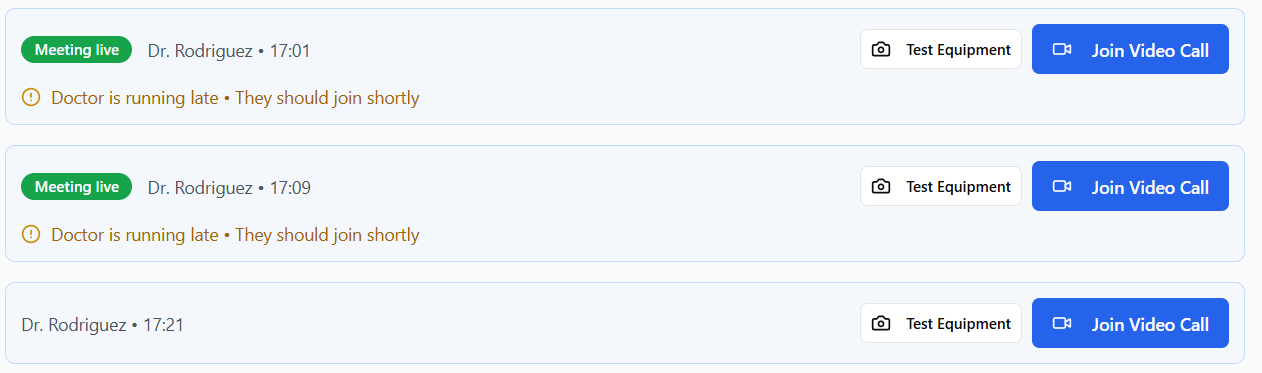 Meeting live Dr. Rodriguez • 17:01 Test Equipment Join Video Call
Doctor is running late • They should join shortly
Meeting live Dr. Rodriguez • 17:09 Test Equipment Join Video Call
Doctor is running late • They should join shortly
Dr. Rodriguez • 17:21 Test Equipment Join Video Call